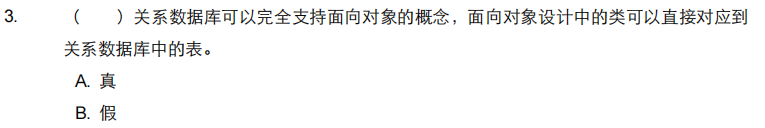 3. （ ）关系数据库可以完全支持面向对象的概念，面向对象设计中的类可以直接对应到
关系数据库中的表。
A. 真
B. 假